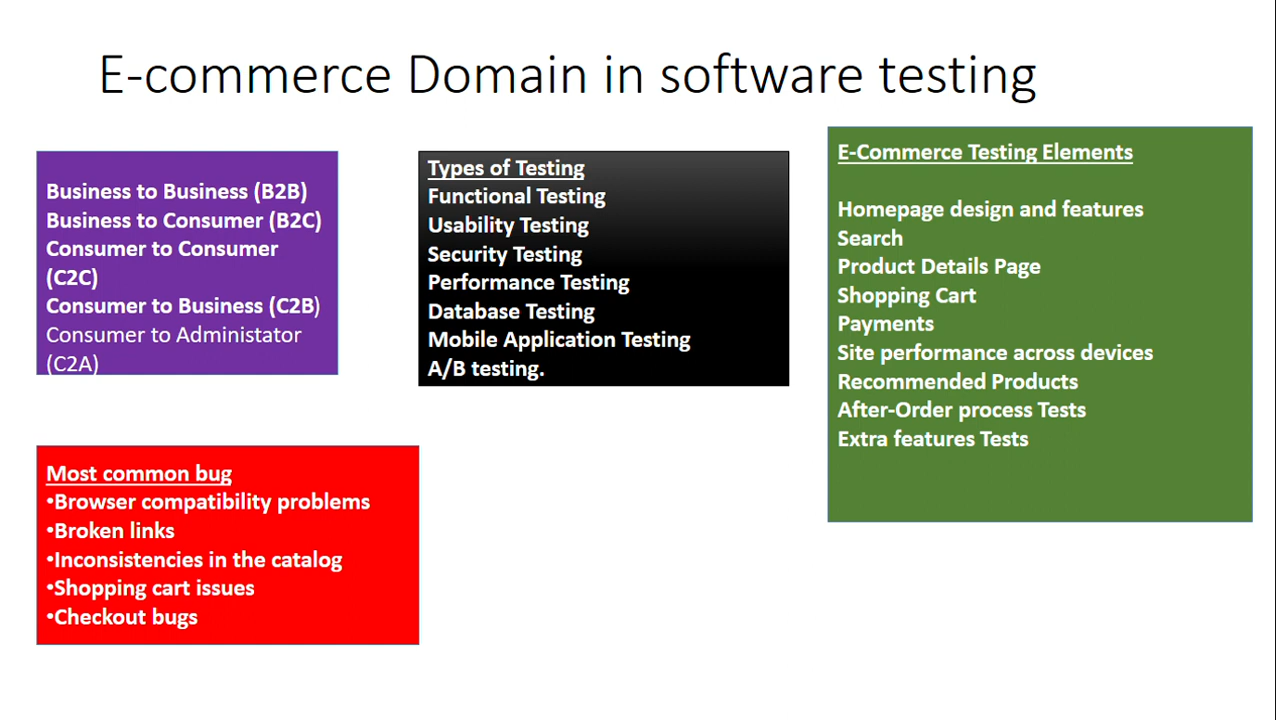 E-commerce Domain in software testing
Business to Business (B2B)
Business to Consumer (B2C)
Consumer to Consumer
(C2C)
Consumer to Business (C2B)
Consumer to Administator
(C2A)
Types of Testing
Functional Testing
Usability Testing
Security Testing
Performance Testing
Database Testing
Mobile Application Testing
A/B testing.
E-Commerce Testing Elements
Homepage design and features
Search
Product Details Page
Shopping Cart
Payments
Site performance across devices
Recommended Products
After-Order process Tests
Extra features Tests
Most common bug
•Browser compatibility problems
•Broken links
•Inconsistencies in the catalog
•Shopping cart issues
•Checkout bugs